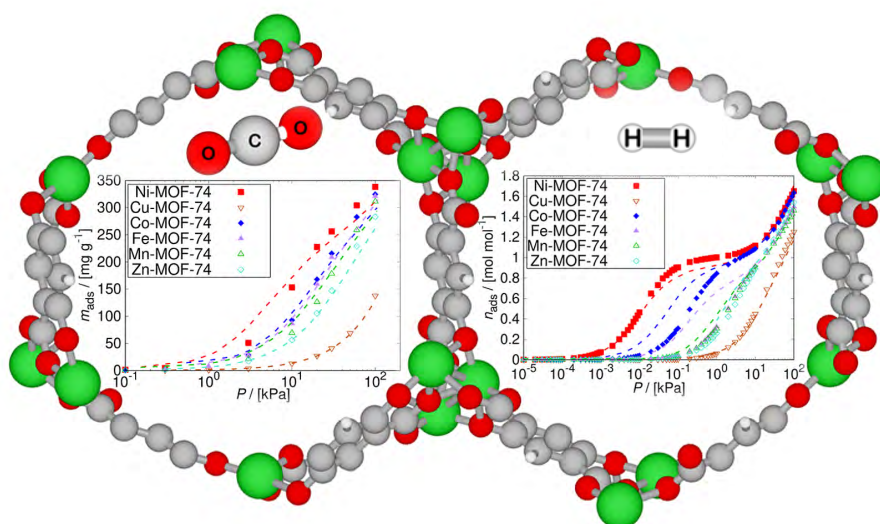 O C O
H H
350
300
250
200
150
100
50
0
m_ads / [mg g⁻¹]
Ni-MOF-74
Cu-MOF-74
Co-MOF-74
Fe-MOF-74
Mn-MOF-74
Zn-MOF-74
10⁻¹ 10⁰ 10¹ 10²
P / [kPa]
1.8
1.6
1.4
1.2
1
0.8
0.6
0.4
0.2
0
n_ads / [mol mol⁻¹]
Ni-MOF-74
Cu-MOF-74
Co-MOF-74
Fe-MOF-74
Mn-MOF-74
Zn-MOF-74
10⁻⁵ 10⁻⁴ 10⁻³ 10⁻² 10⁻¹ 10⁰ 10¹ 10²
P / [kPa]